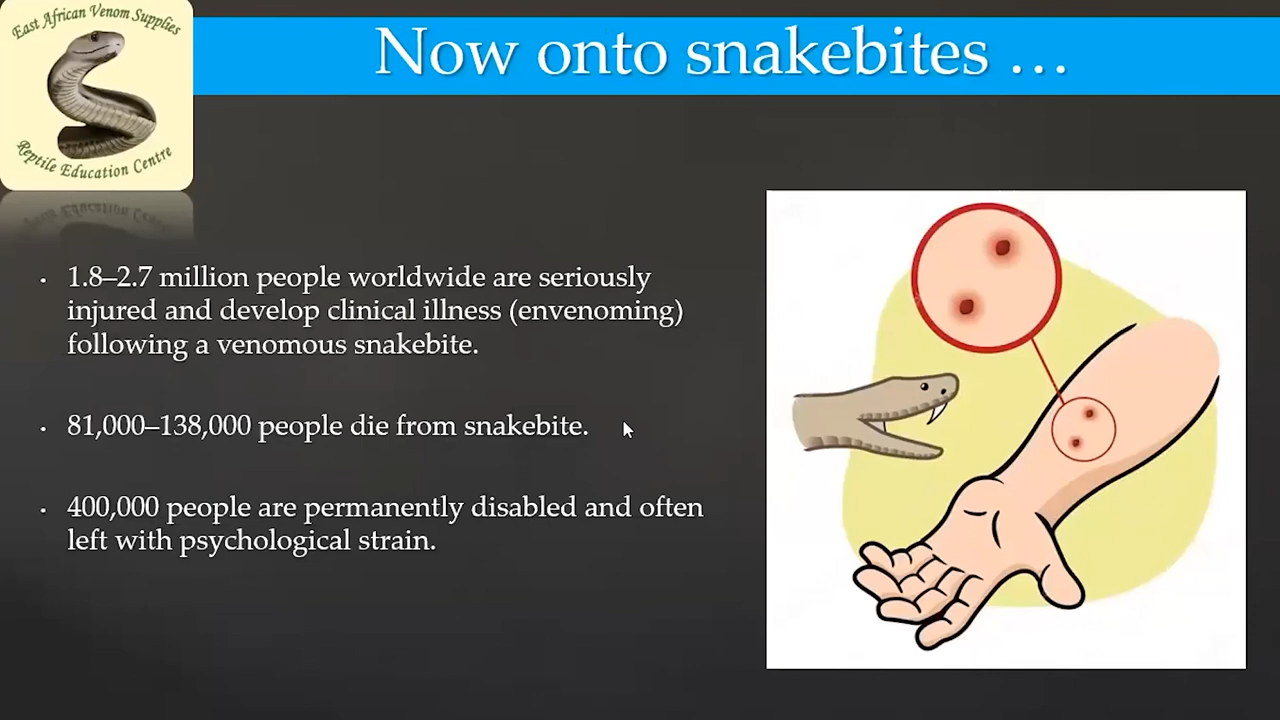 East African Venom Supplies
Reptile Education Centre
Now onto snakebites …
• 1.8–2.7 million people worldwide are seriously
injured and develop clinical illness (envenoming)
following a venomous snakebite.
• 81,000–138,000 people die from snakebite.
• 400,000 people are permanently disabled and often
left with psychological strain.